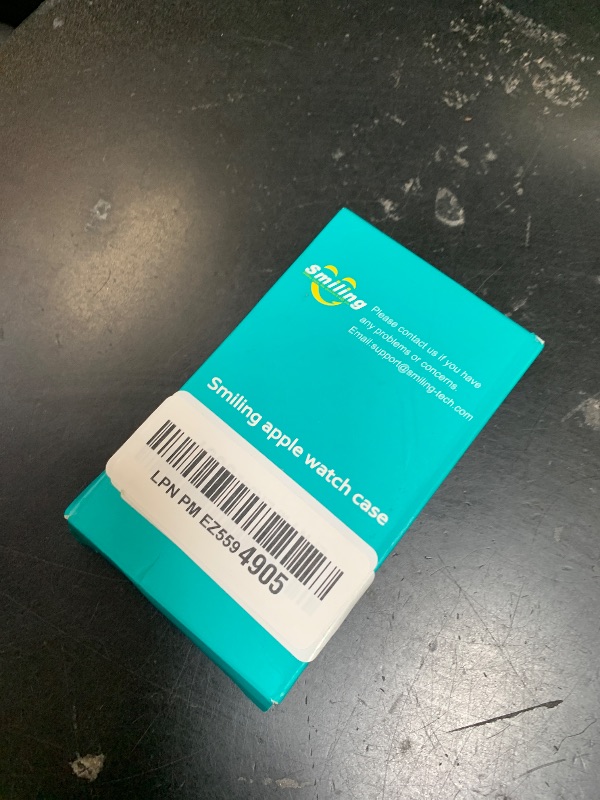 Smiling
Please contact us if you have
any problems or concerns
Email:support@smiling-tech.com
Smiling apple watch case
LPN PM EZ559 4905